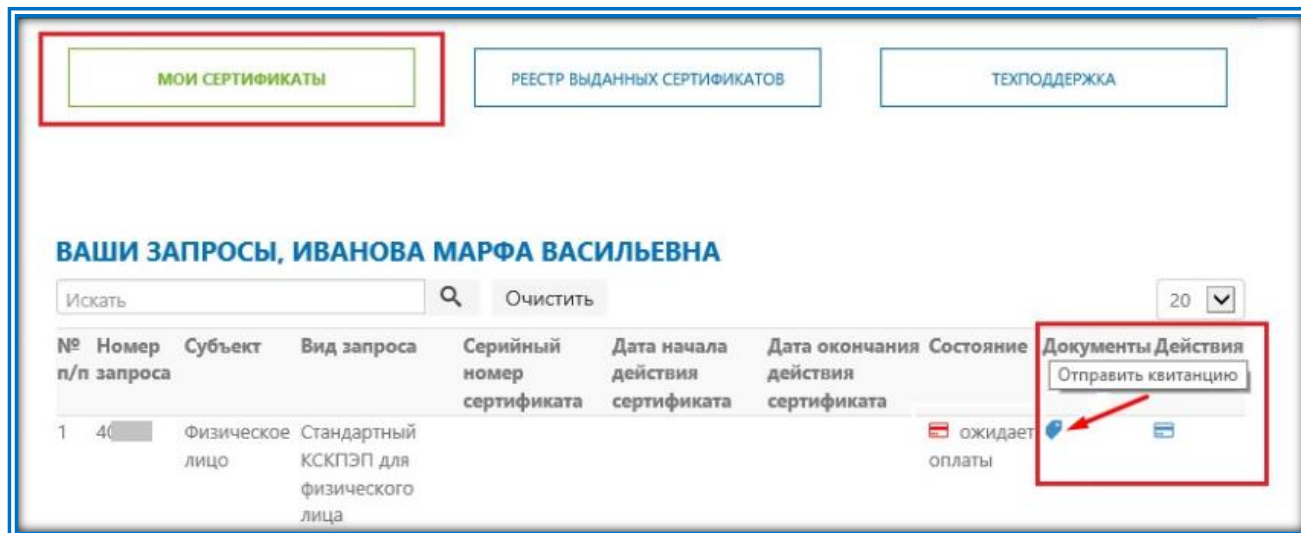 МОИ СЕРТИФИКАТЫ
РЕЕСТР ВЫДАННЫХ СЕРТИФИКАТОВ
ТЕХПОДДЕРЖКА
ВАШИ ЗАПРОСЫ, ИВАНОВА МАРФА ВАСИЛЬЕВНА
Искать
Очистить
20
№ Номер Субъект Вид запроса Серийный Дата начала Дата окончания Состояние Документы Действия
п/п запроса номер действия действия Отправить квитанцию
сертификата сертификата сертификата
1 40 Физическое Стандартный ожидает
лицо КСКПЭП для оплаты
физического
лица